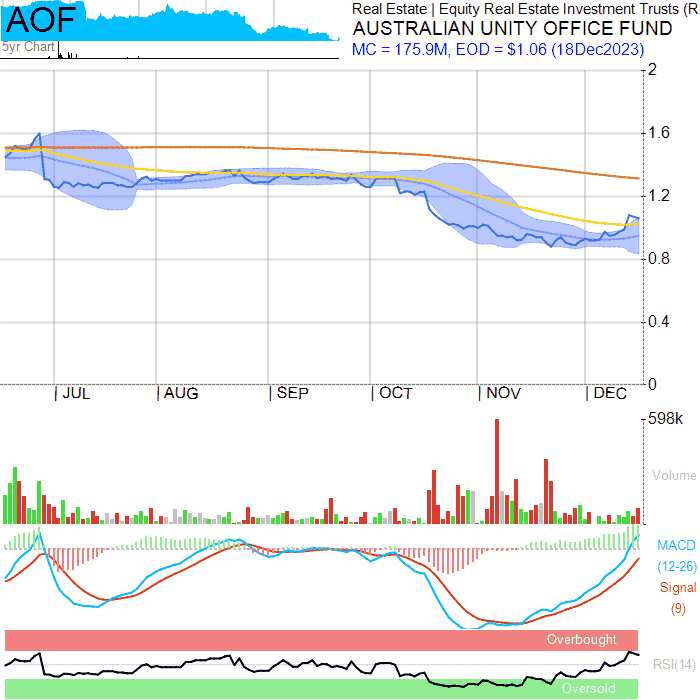 AOF
5yr Chart
Real Estate | Equity Real Estate Investment Trusts (R
AUSTRALIAN UNITY OFFICE FUND
MC = 175.9M, EOD = $1.06 (18Dec2023)
2
1.6
1.2
0.8
0.4
0
| JUL | AUG | SEP | OCT | NOV | DEC
598k
Volume
MACD
(12-26)
Signal
(9)
Overbought
RSI(14)
Oversold